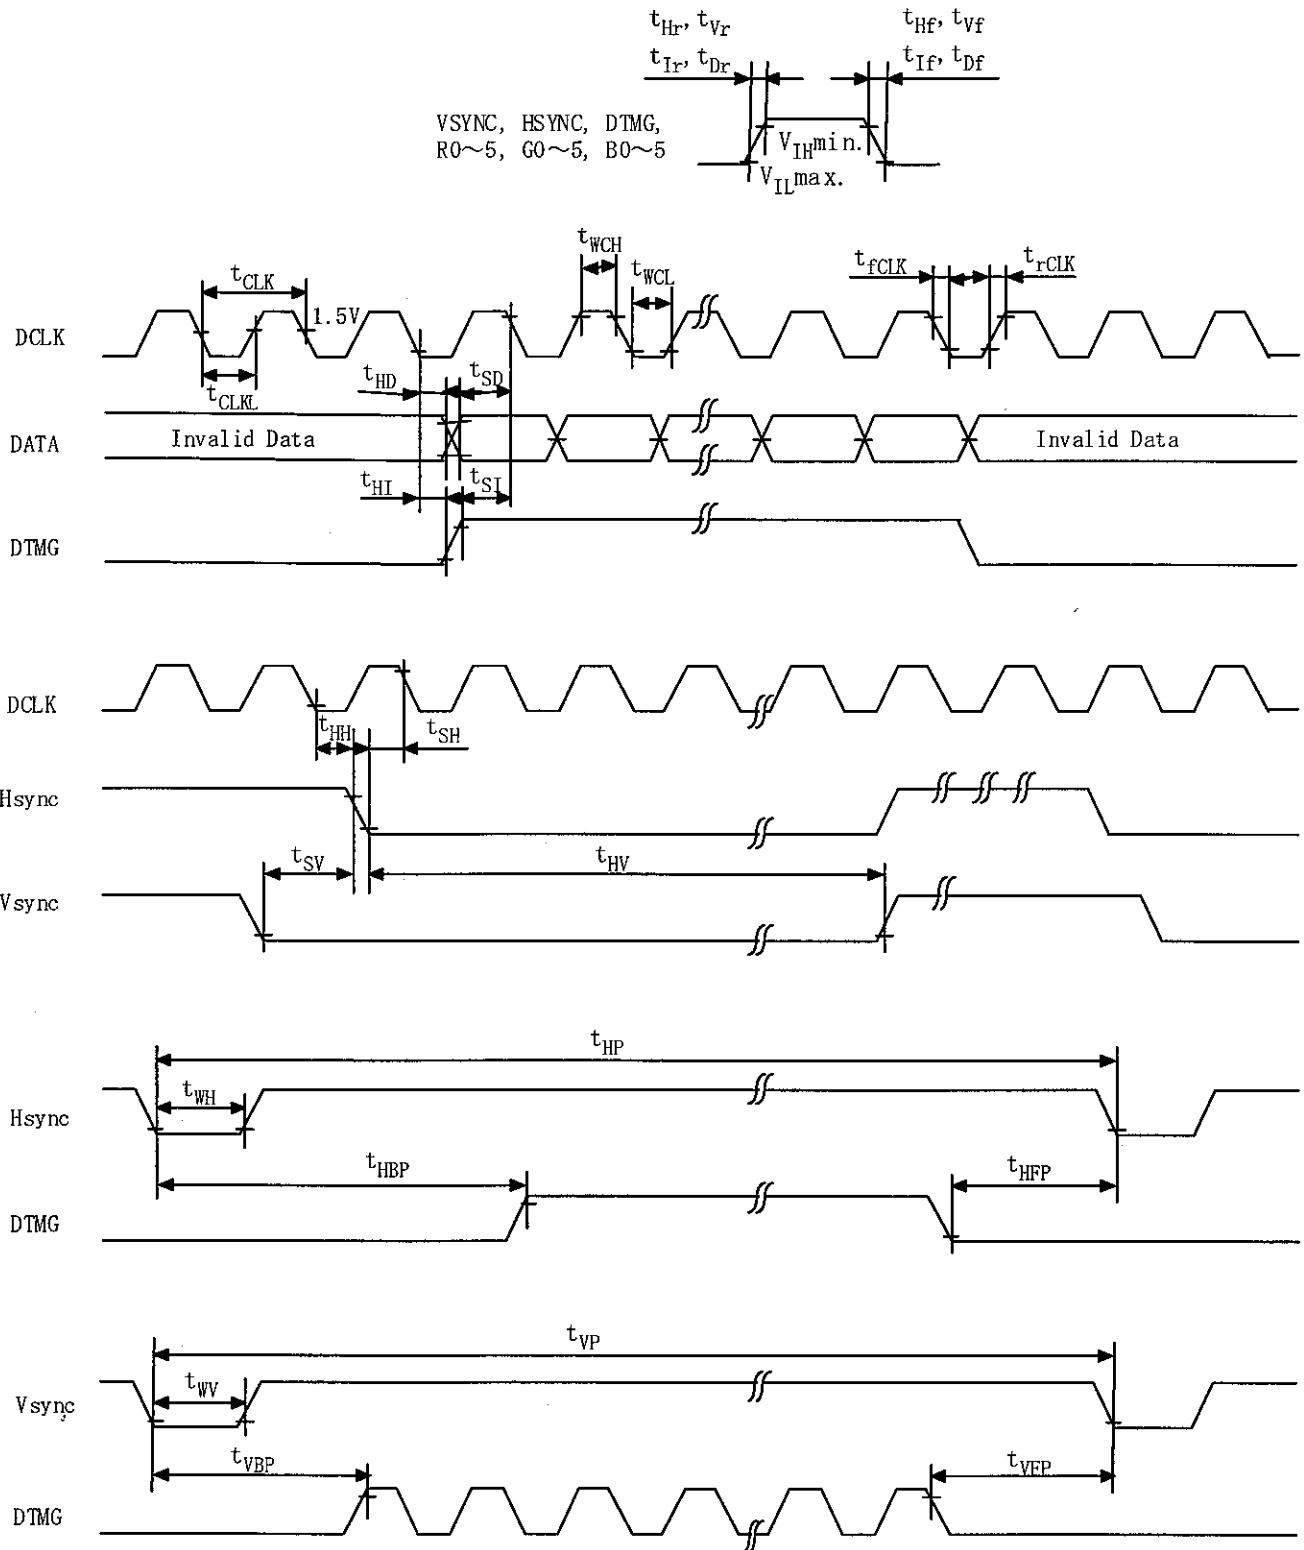 tHr, tVr
tHf, tVf
tIr, tDr
tIf, tDf
VSYNC, HSYNC, DTMG,
R0～5, G0～5, B0～5
VIHmin.
VILmax.
tWCH
tCLK
tWCL
tfCLK
trCLK
1.5V
DCLK
tHD
tSD
tCLKL
DATA
Invalid Data
Invalid Data
tHI
tSI
DTMG
DCLK
tHH
tSH
Hsync
tSV
tHV
Vsync
tHP
tWH
Hsync
tHBP
tHFP
DTMG
tVP
tWV
Vsync
tVBP
tVFP
DTMG